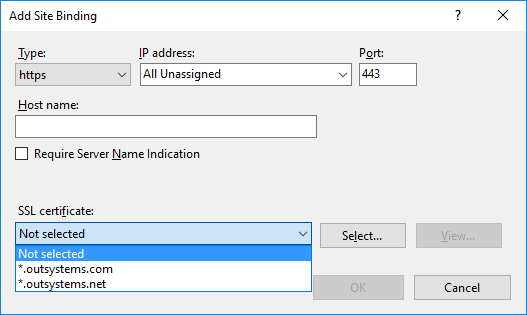 Add Site Binding
?
Type: IP address: Port:
https All Unassigned 443
Host name:
Require Server Name Indication
SSL certificate:
Not selected Select... View...
Not selected
*.outsystems.com
*.outsystems.net
OK Cancel